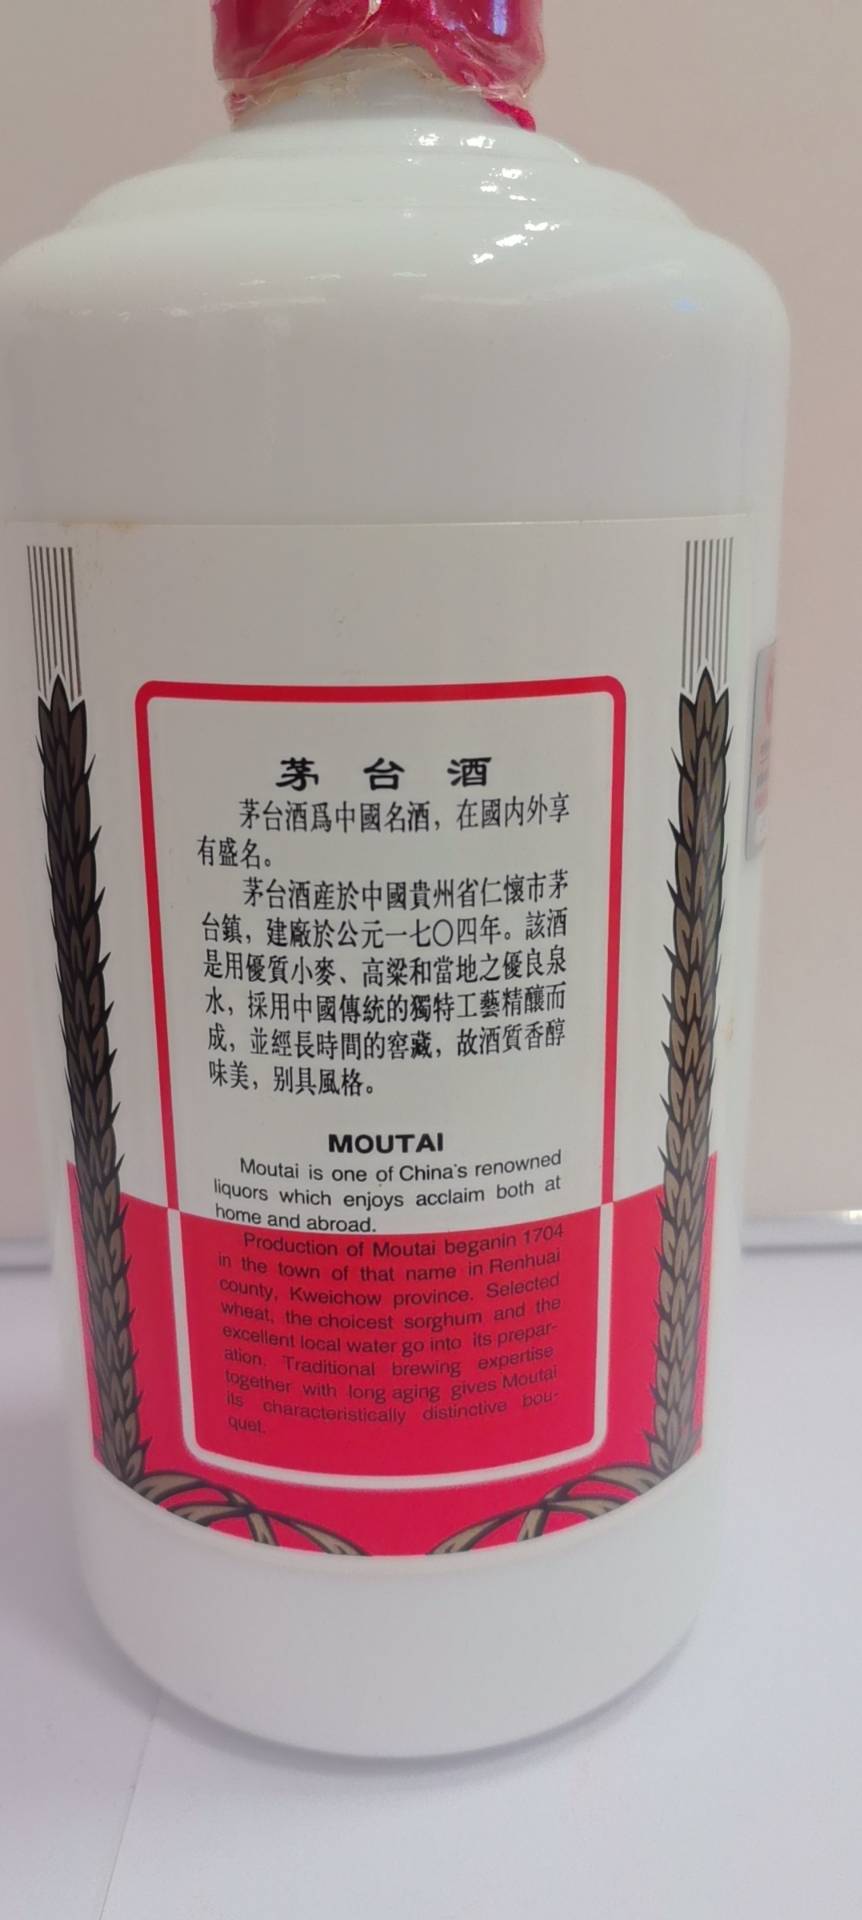 茅台酒
茅台酒爲中國名酒，在國内外享
有盛名。
茅台酒産於中國貴州省仁懷市茅
台鎮，建廠於公元一七〇四年。該酒
是用優質小麥、高粱和當地之優良泉
水，採用中國傳統的獨特工藝精釀而
成，並經長時間的窖藏，故酒質香醇
味美，别具風格。
MOUTAI
Moutai is one of China's renowned
liquors which enjoys acclaim both at
home and abroad.
Production of Moutai beganin 1704
in the town of that name in Renhuai
county, Kweichow province. Selected
wheat, the choicest sorghum and the
excellent local water go into its prepar-
ation. Traditional brewing expertise
together with long aging gives Moutai
its characteristically distinctive bou-
quet.